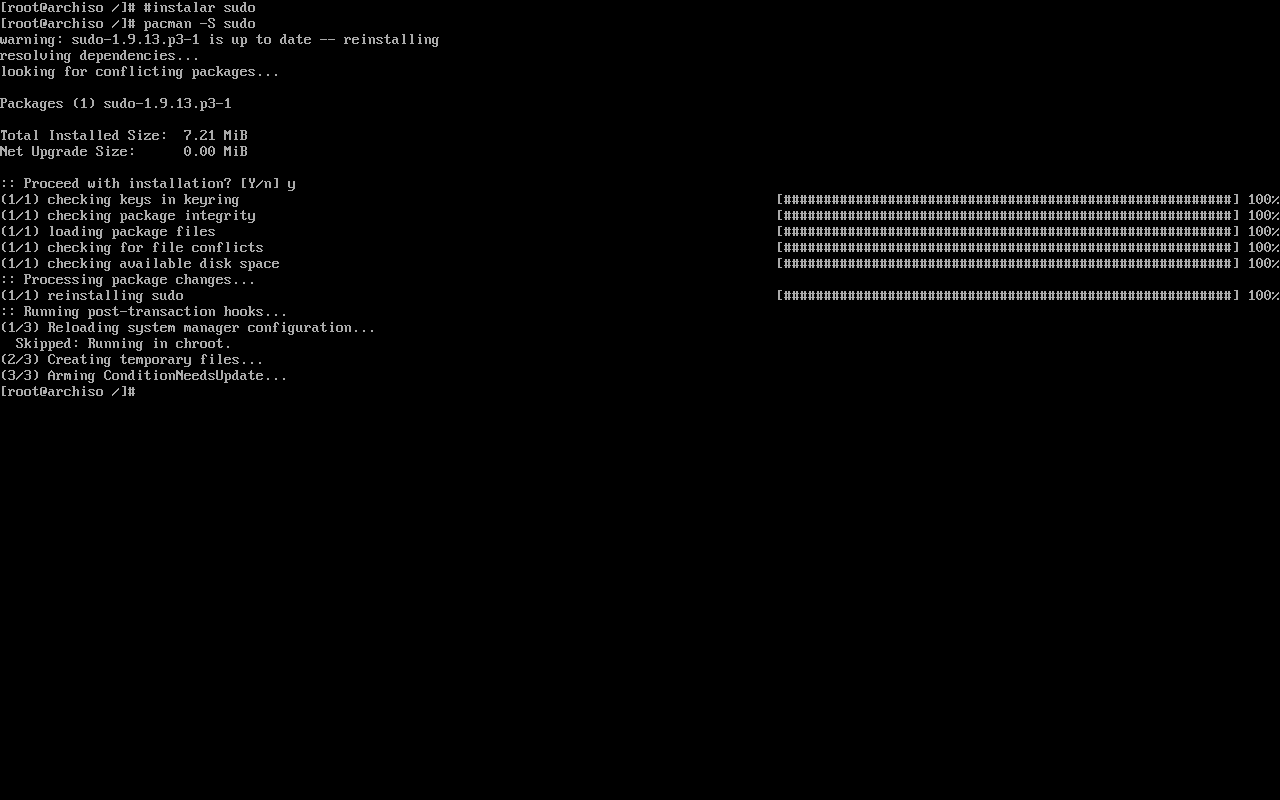 [root@archiso /]# #instalar sudo
[root@archiso /]# pacman -S sudo
warning: sudo-1.9.13.p3-1 is up to date -- reinstalling
resolving dependencies...
looking for conflicting packages...
Packages (1) sudo-1.9.13.p3-1
Total Installed Size:  7.21 MiB
Net Upgrade Size:      0.00 MiB
:: Proceed with installation? [Y/n] y
(1/1) checking keys in keyring [########################################################] 100%
(1/1) checking package integrity [########################################################] 100%
(1/1) loading package files [########################################################] 100%
(1/1) checking for file conflicts [########################################################] 100%
(1/1) checking available disk space [########################################################] 100%
:: Processing package changes...
(1/1) reinstalling sudo [########################################################] 100%
:: Running post-transaction hooks...
(1/3) Reloading system manager configuration...
  Skipped: Running in chroot.
(2/3) Creating temporary files...
(3/3) Arming ConditionNeedsUpdate...
[root@archiso /]#